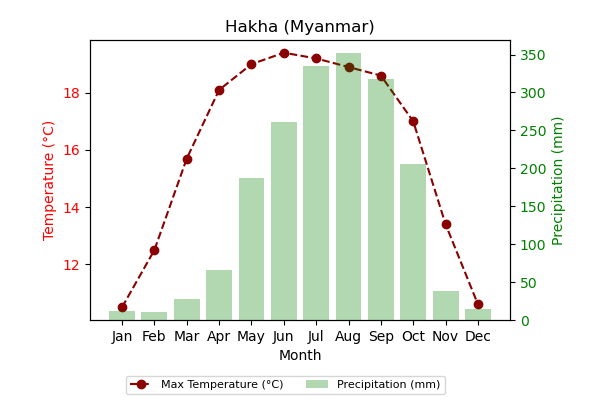 Hakha (Myanmar)
Temperature (°C)
18
16
14
12
350
300
250
200
150
100
50
0
Precipitation (mm)
Jan Feb Mar Apr May Jun Jul Aug Sep Oct Nov Dec
Month
Max Temperature (°C) Precipitation (mm)